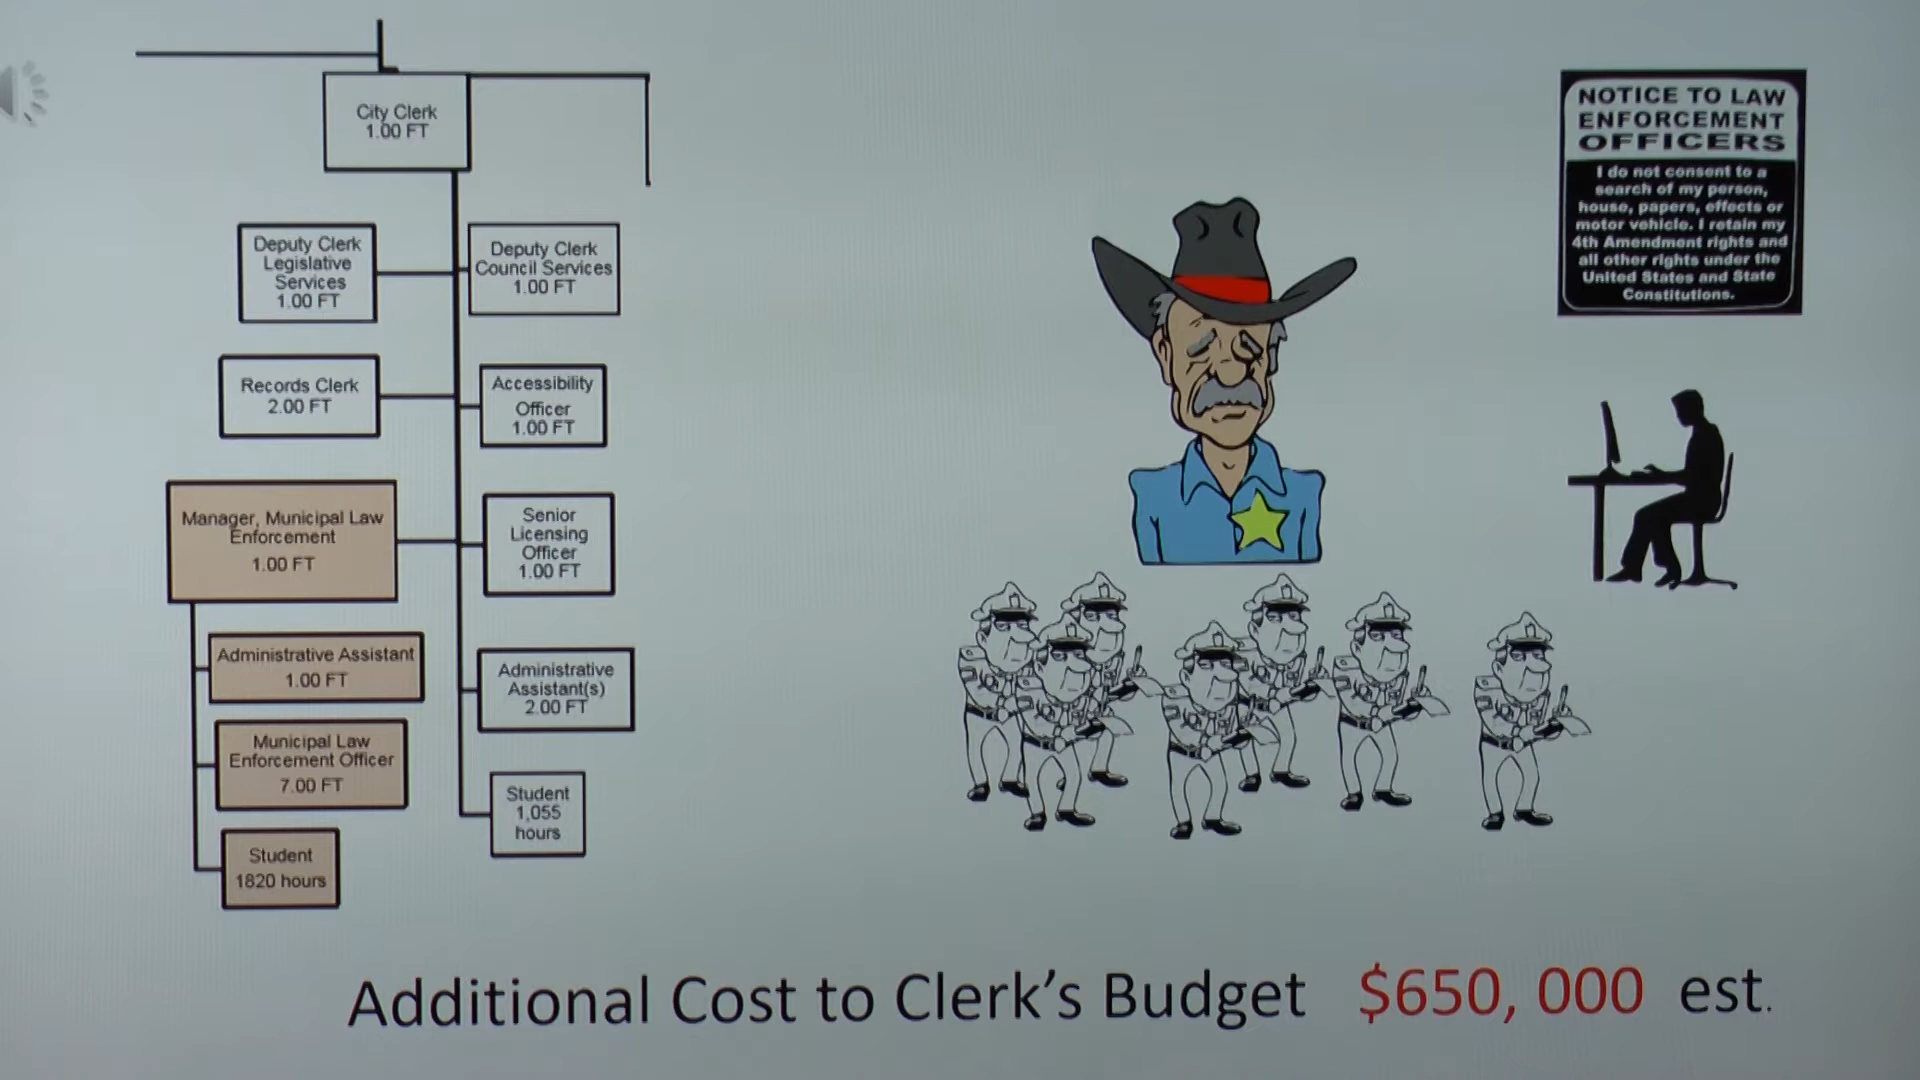 City Clerk
1.00 FT
Deputy Clerk
Legislative
Services
1.00 FT
Deputy Clerk
Council Services
1.00 FT
Records Clerk
2.00 FT
Accessibility
Officer
1.00 FT
Manager, Municipal Law
Enforcement
1.00 FT
Senior
Licensing
Officer
1.00 FT
Administrative Assistant
1.00 FT
Administrative
Assistant(s)
2.00 FT
Municipal Law
Enforcement Officer
7.00 FT
Student
1,055
hours
Student
1820 hours
NOTICE TO LAW
ENFORCEMENT
OFFICERS
I do not consent to a
search of my person,
house, papers, effects or
motor vehicle. I retain my
4th Amendment rights and
all other rights under the
United States and State
Constitutions.
Additional Cost to Clerk's Budget $650, 000 est.